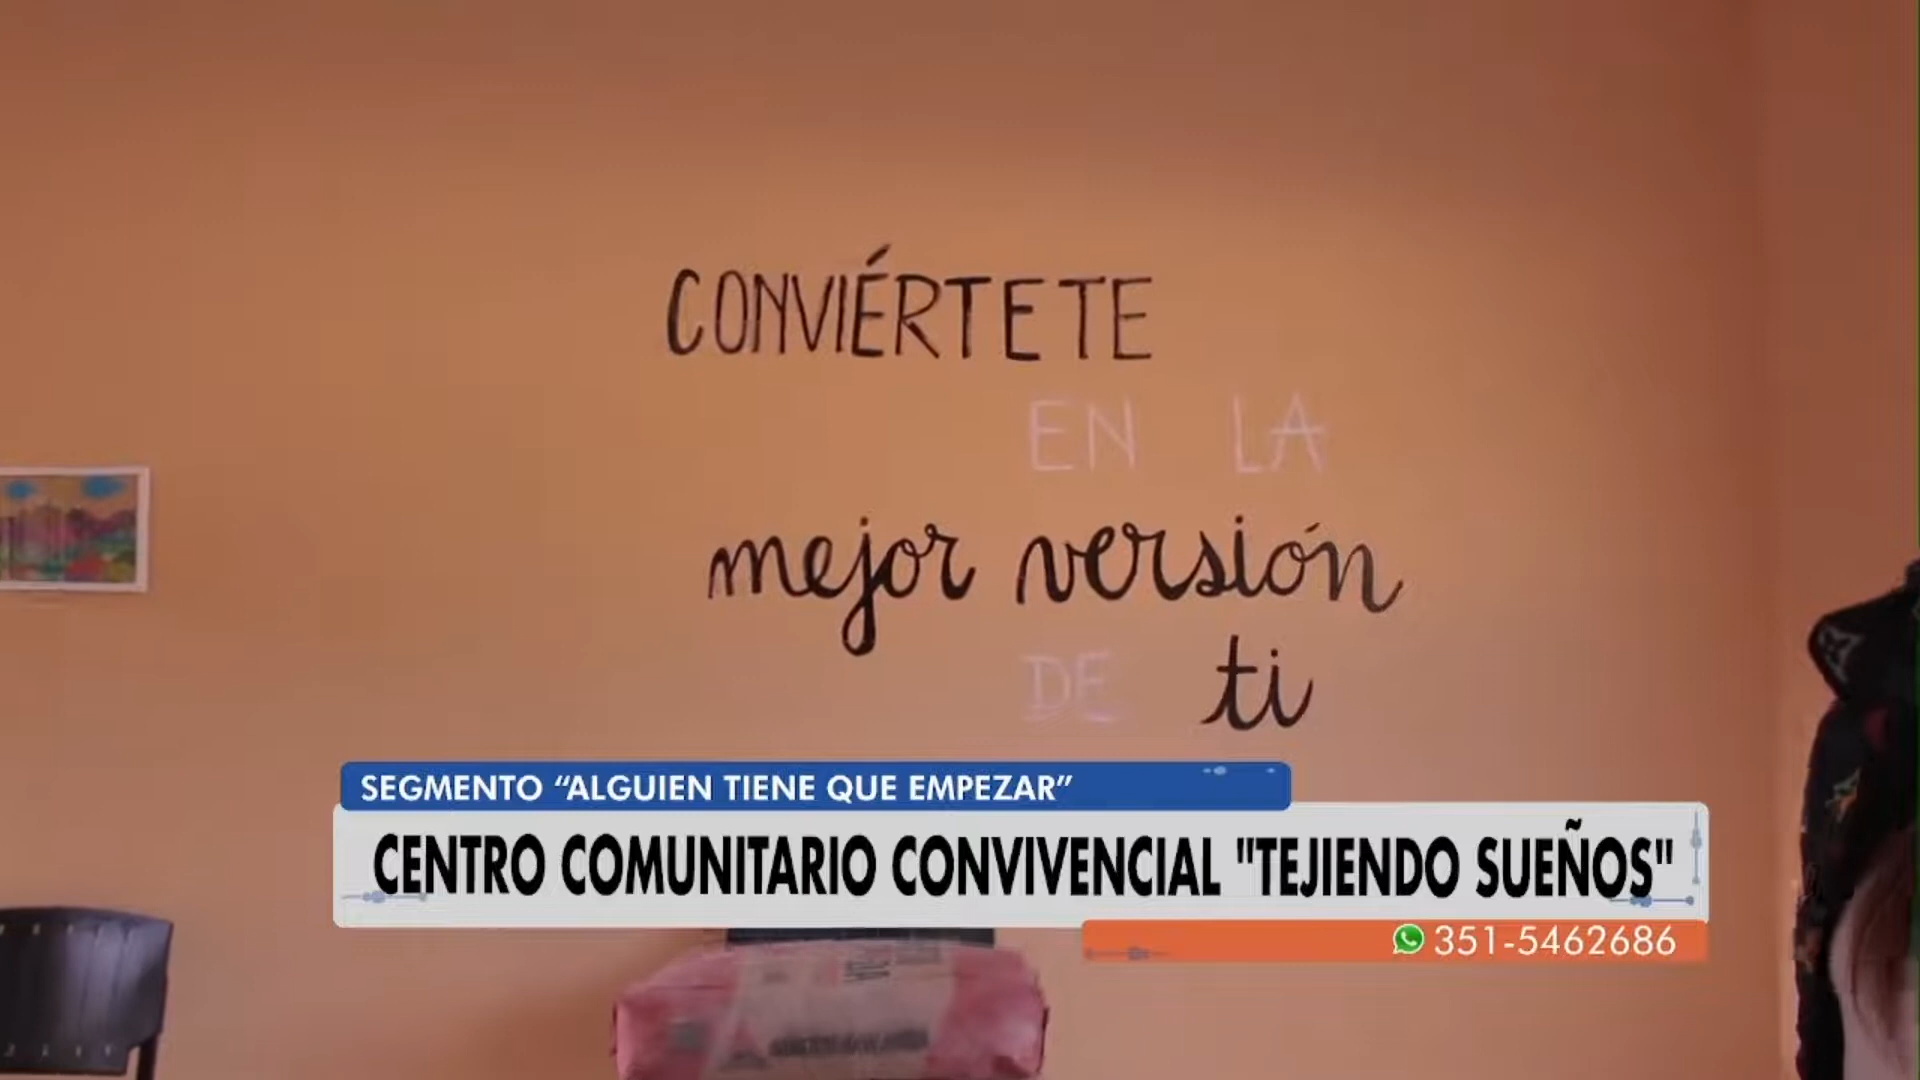 CONVIÉRTETE
EN LA
mejor versión
DE ti
SEGMENTO “ALGUIEN TIENE QUE EMPEZAR”
CENTRO COMUNITARIO CONVIVENCIAL "TEJIENDO SUEÑOS"
351-5462686